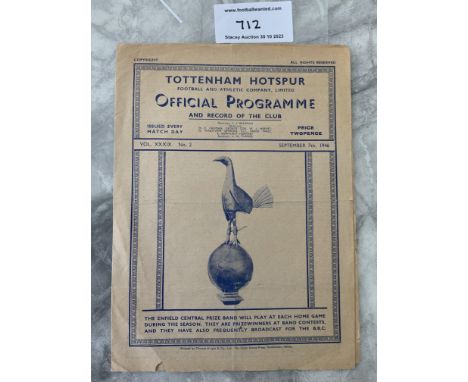 www.footballwanted.com
712
Stacey Auction 30 10 2023
COPYRIGHT
ALL RIGHTS RESERVED
TOTTENHAM HOTSPUR
FOOTBALL AND ATHLETIC COMPANY, LIMITED
OFFICIAL PROGRAMME
AND RECORD OF THE CLUB
ISSUED EVERY
MATCH DAY
PRICE
TWOPENCE
VOL. XXXIX No. 2
SEPTEMBER 7th, 1946
THE ENFIELD CENTRAL PRIZE BAND WILL PLAY AT EACH HOME GAME
DURING THE SEASON. THEY ARE PRIZEWINNERS AT BAND CONTESTS,
AND THEY HAVE ALSO FREQUENTLY BROADCAST FOR THE B.B.C.